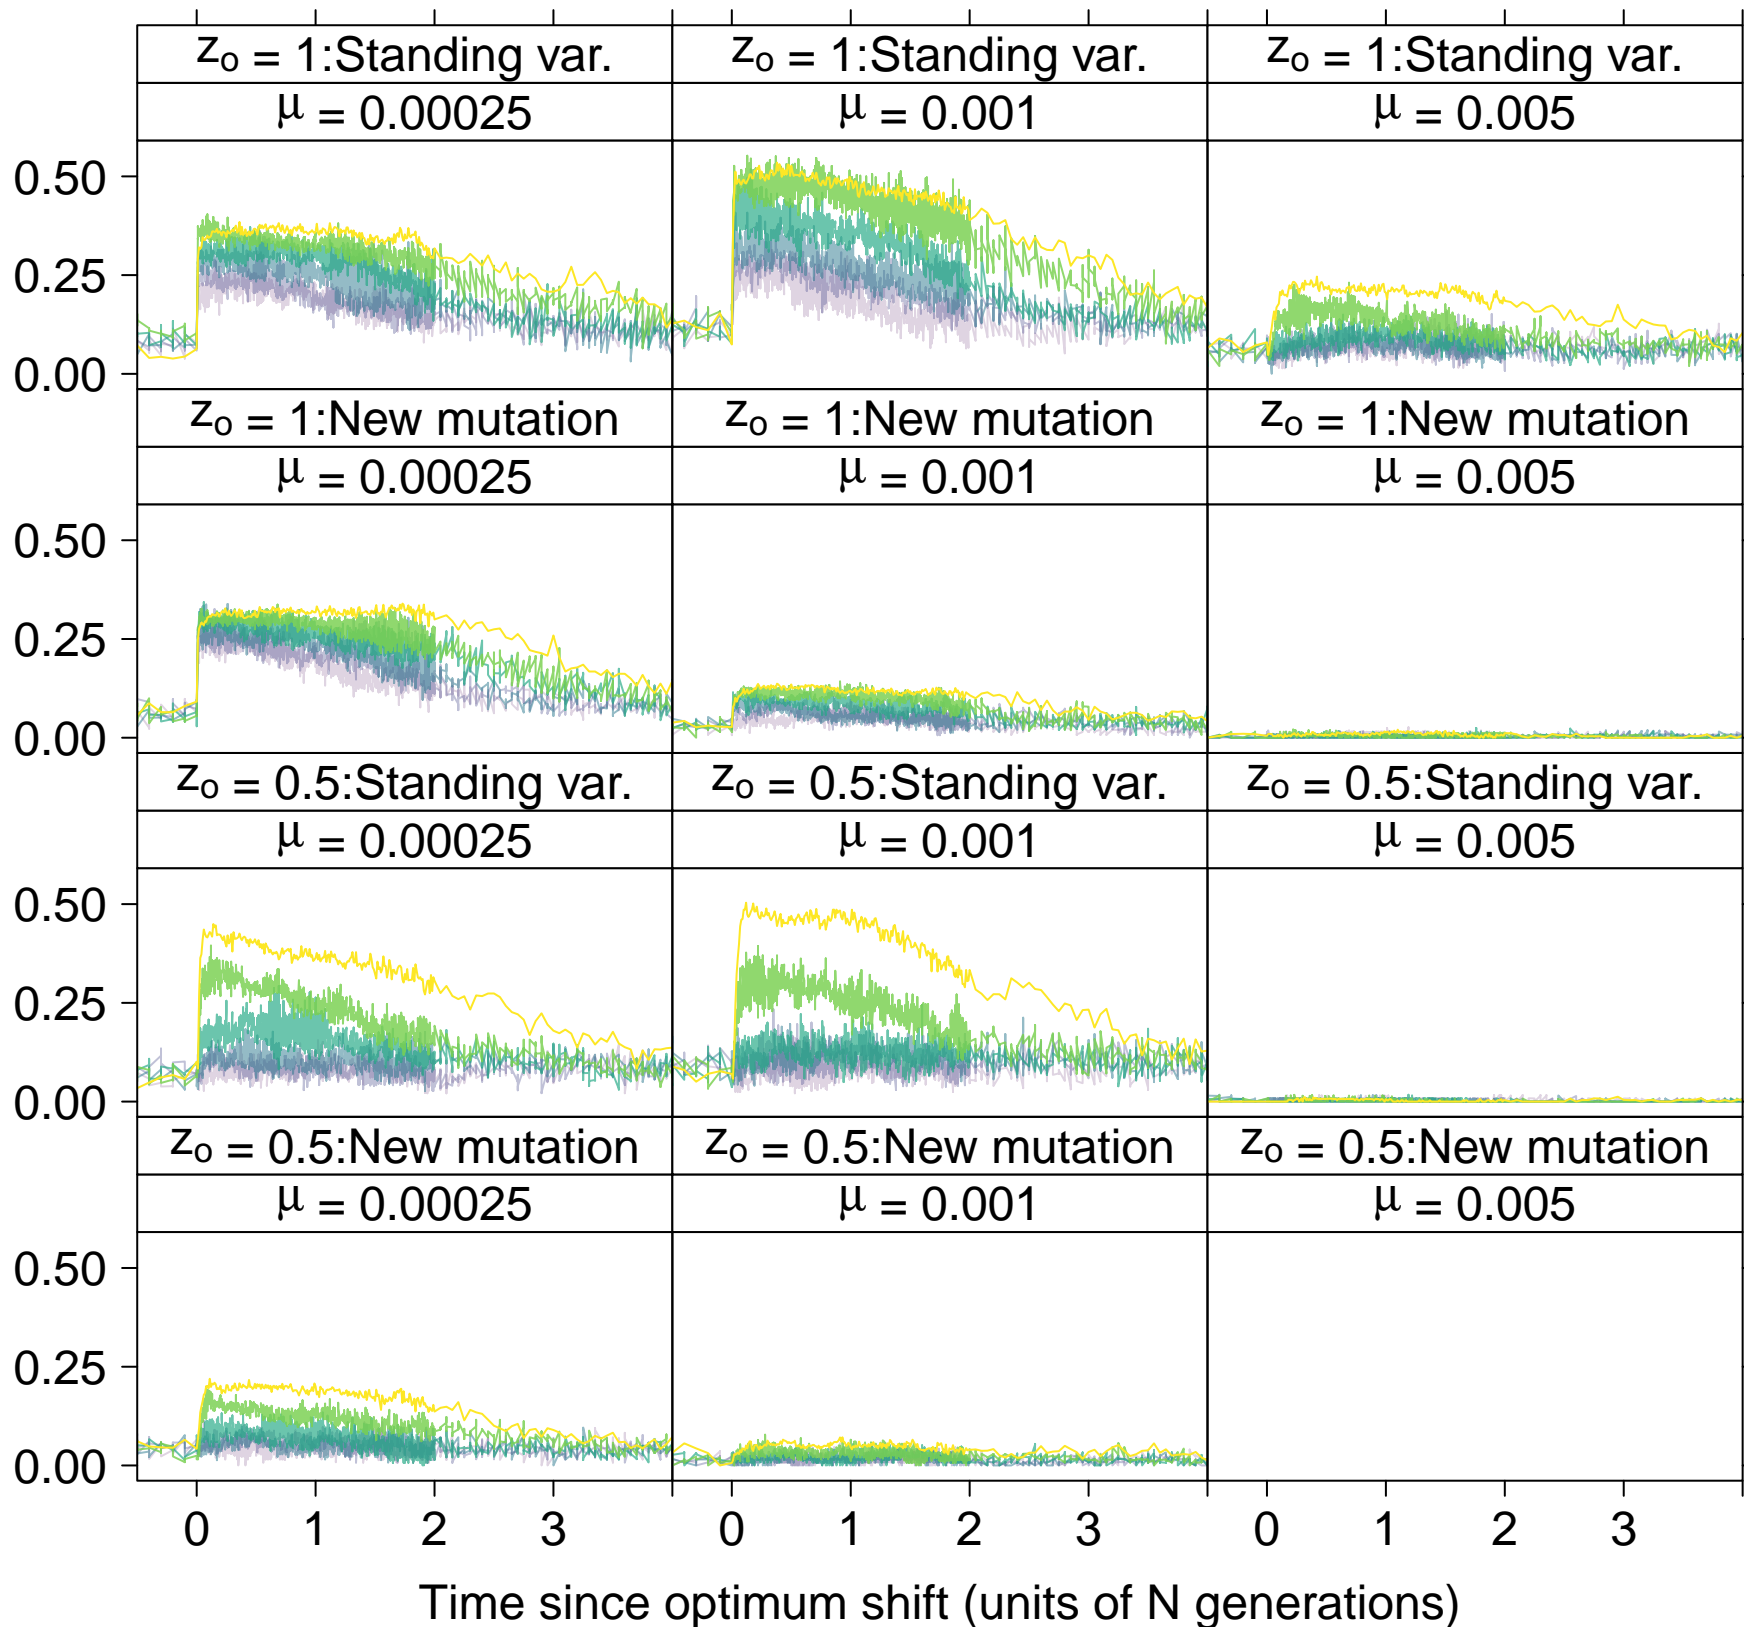 z₀ = 1:Standing var. z₀ = 1:Standing var. z₀ = 1:Standing var.
μ = 0.00025 μ = 0.001 μ = 0.005
0.50
0.25
0.00
z₀ = 1:New mutation z₀ = 1:New mutation z₀ = 1:New mutation
μ = 0.00025 μ = 0.001 μ = 0.005
0.50
0.25
0.00
z₀ = 0.5:Standing var. z₀ = 0.5:Standing var. z₀ = 0.5:Standing var.
μ = 0.00025 μ = 0.001 μ = 0.005
0.50
0.25
0.00
z₀ = 0.5:New mutation z₀ = 0.5:New mutation z₀ = 0.5:New mutation
μ = 0.00025 μ = 0.001 μ = 0.005
0.50
0.25
0.00
0 1 2 3 0 1 2 3 0 1 2 3
Time since optimum shift (units of N generations)